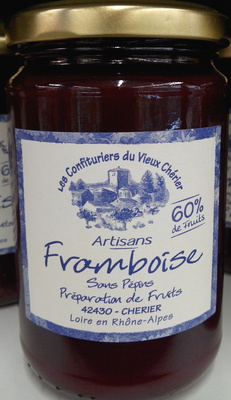 Les Confituriers du Vieux Chérier
60%
de Fruits
Artisans
Framboise
Sans Pépins
Préparation de Fruits
42430 - CHERIER
Loire en Rhône-Alpes